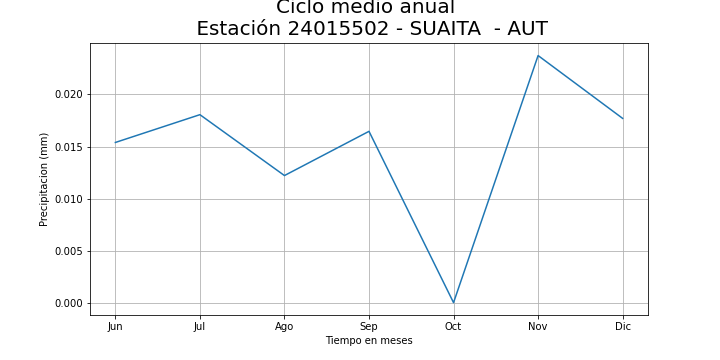 Ciclo medio anual
Estación 24015502 - SUAITA - AUT
0.020
0.015
0.010
0.005
0.000
Precipitacion (mm)
Jun Jul Ago Sep Oct Nov Dic
Tiempo en meses